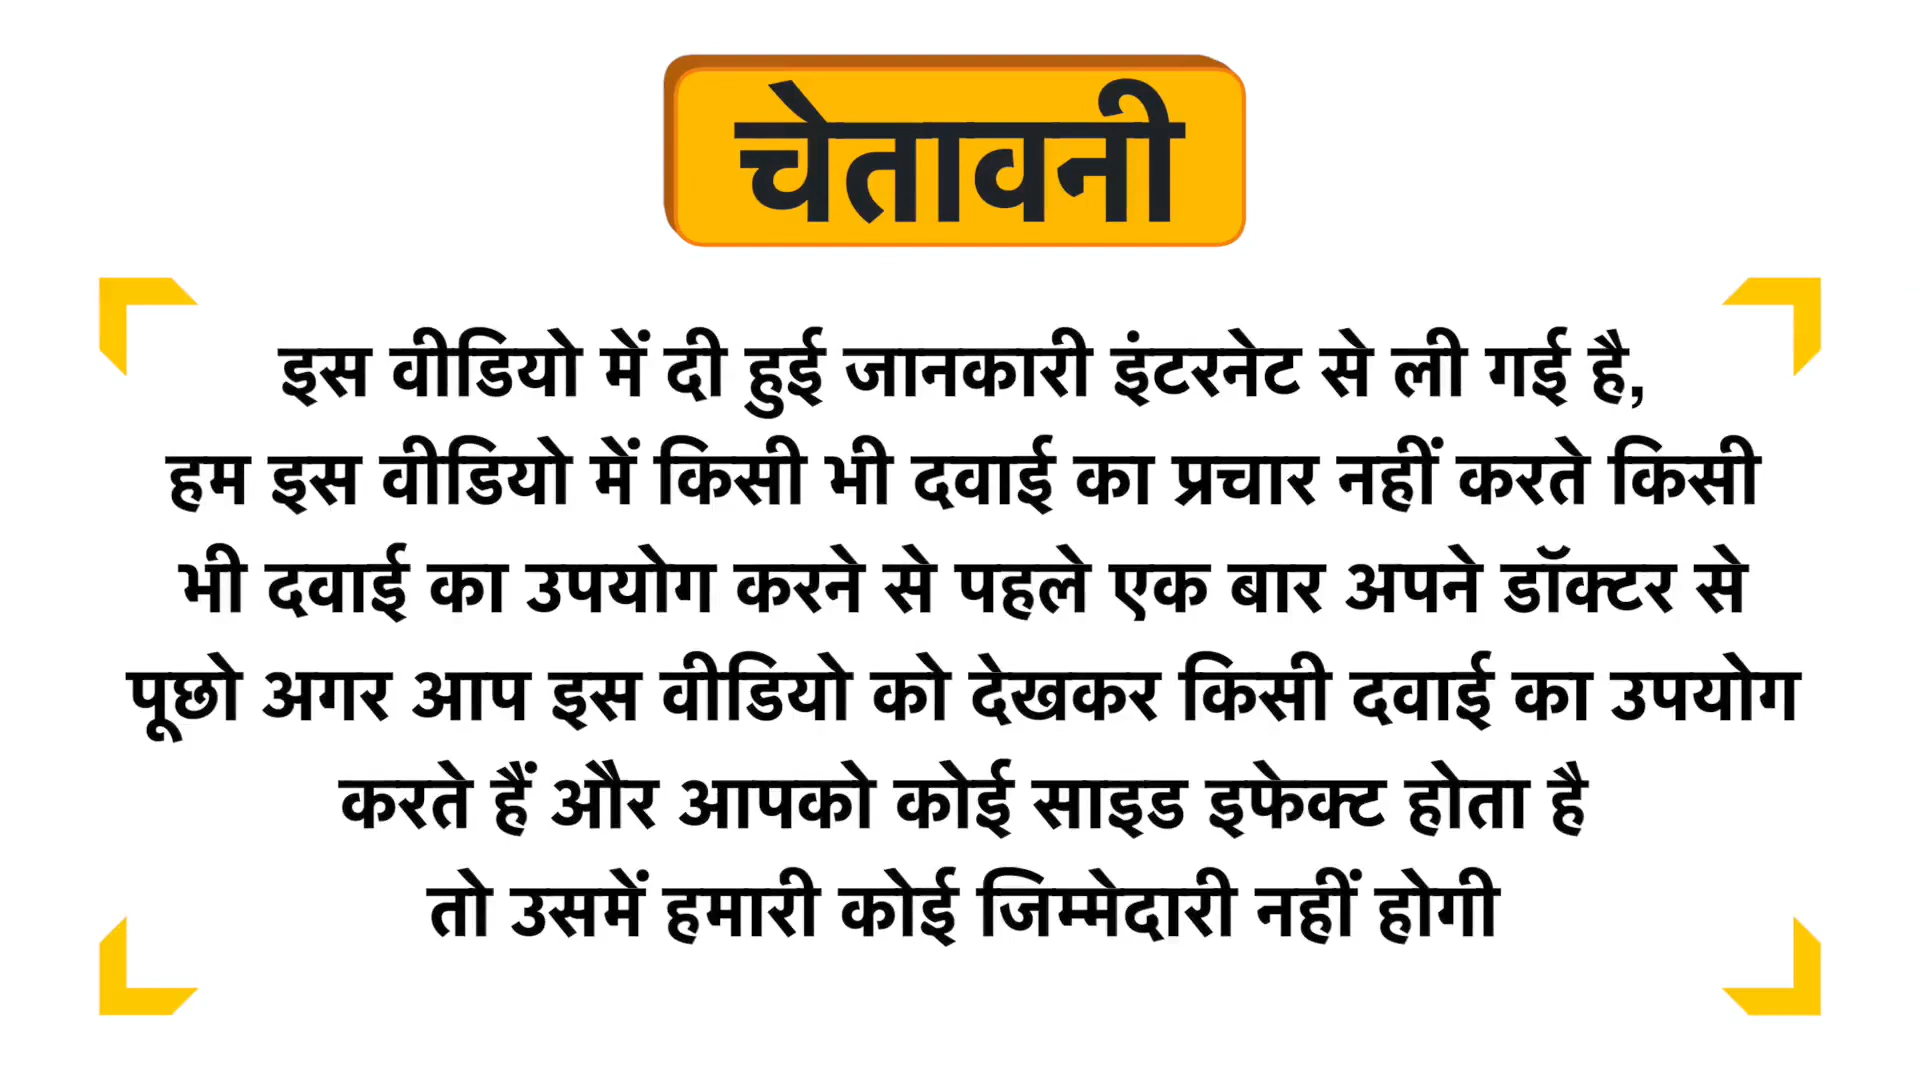 चेतावनी
इस वीडियो में दी हुई जानकारी इंटरनेट से ली गई है,
हम इस वीडियो में किसी भी दवाई का प्रचार नहीं करते किसी
भी दवाई का उपयोग करने से पहले एक बार अपने डॉक्टर से
पूछो अगर आप इस वीडियो को देखकर किसी दवाई का उपयोग
करते हैं और आपको कोई साइड इफेक्ट होता है
तो उसमें हमारी कोई जिम्मेदारी नहीं होगी